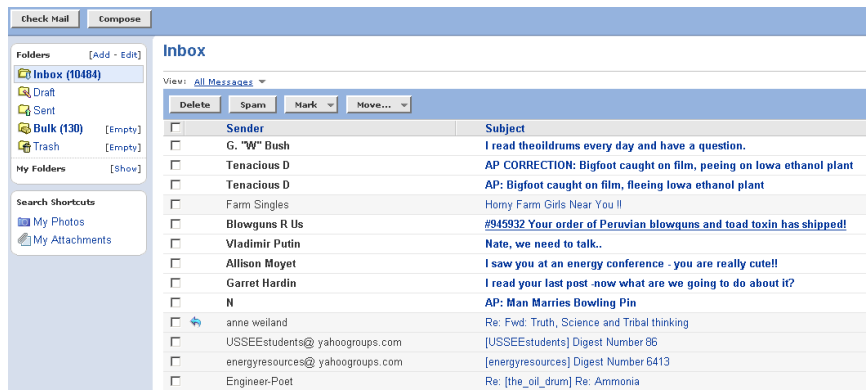 Check Mail Compose
Folders [Add - Edit]
Inbox (10484)
Draft
Sent
Bulk (130) [Empty]
Trash [Empty]
My Folders [Show]
Search Shortcuts
My Photos
My Attachments
Inbox
View: All Messages
Delete Spam Mark Move...
Sender Subject
G. "W" Bush I read theoildrums every day and have a question.
Tenacious D AP CORRECTION: Bigfoot caught on film, peeing on Iowa ethanol plant
Tenacious D AP: Bigfoot caught on film, fleeing Iowa ethanol plant
Farm Singles Horny Farm Girls Near You !!
Blowguns R Us #945932 Your order of Peruvian blowguns and toad toxin has shipped!
Vladimir Putin Nate, we need to talk..
Allison Moyet I saw you at an energy conference - you are really cute!!
Garret Hardin I read your last post -now what are we going to do about it?
N AP: Man Marries Bowling Pin
anne weiland Re: Fwd: Truth, Science and Tribal thinking
USSEEstudents@ yahoogroups.com [USSEEstudents] Digest Number 86
energyresources@ yahoogroups.com [energyresources] Digest Number 6413
Engineer-Poet Re: [the_oil_drum] Re: Ammonia